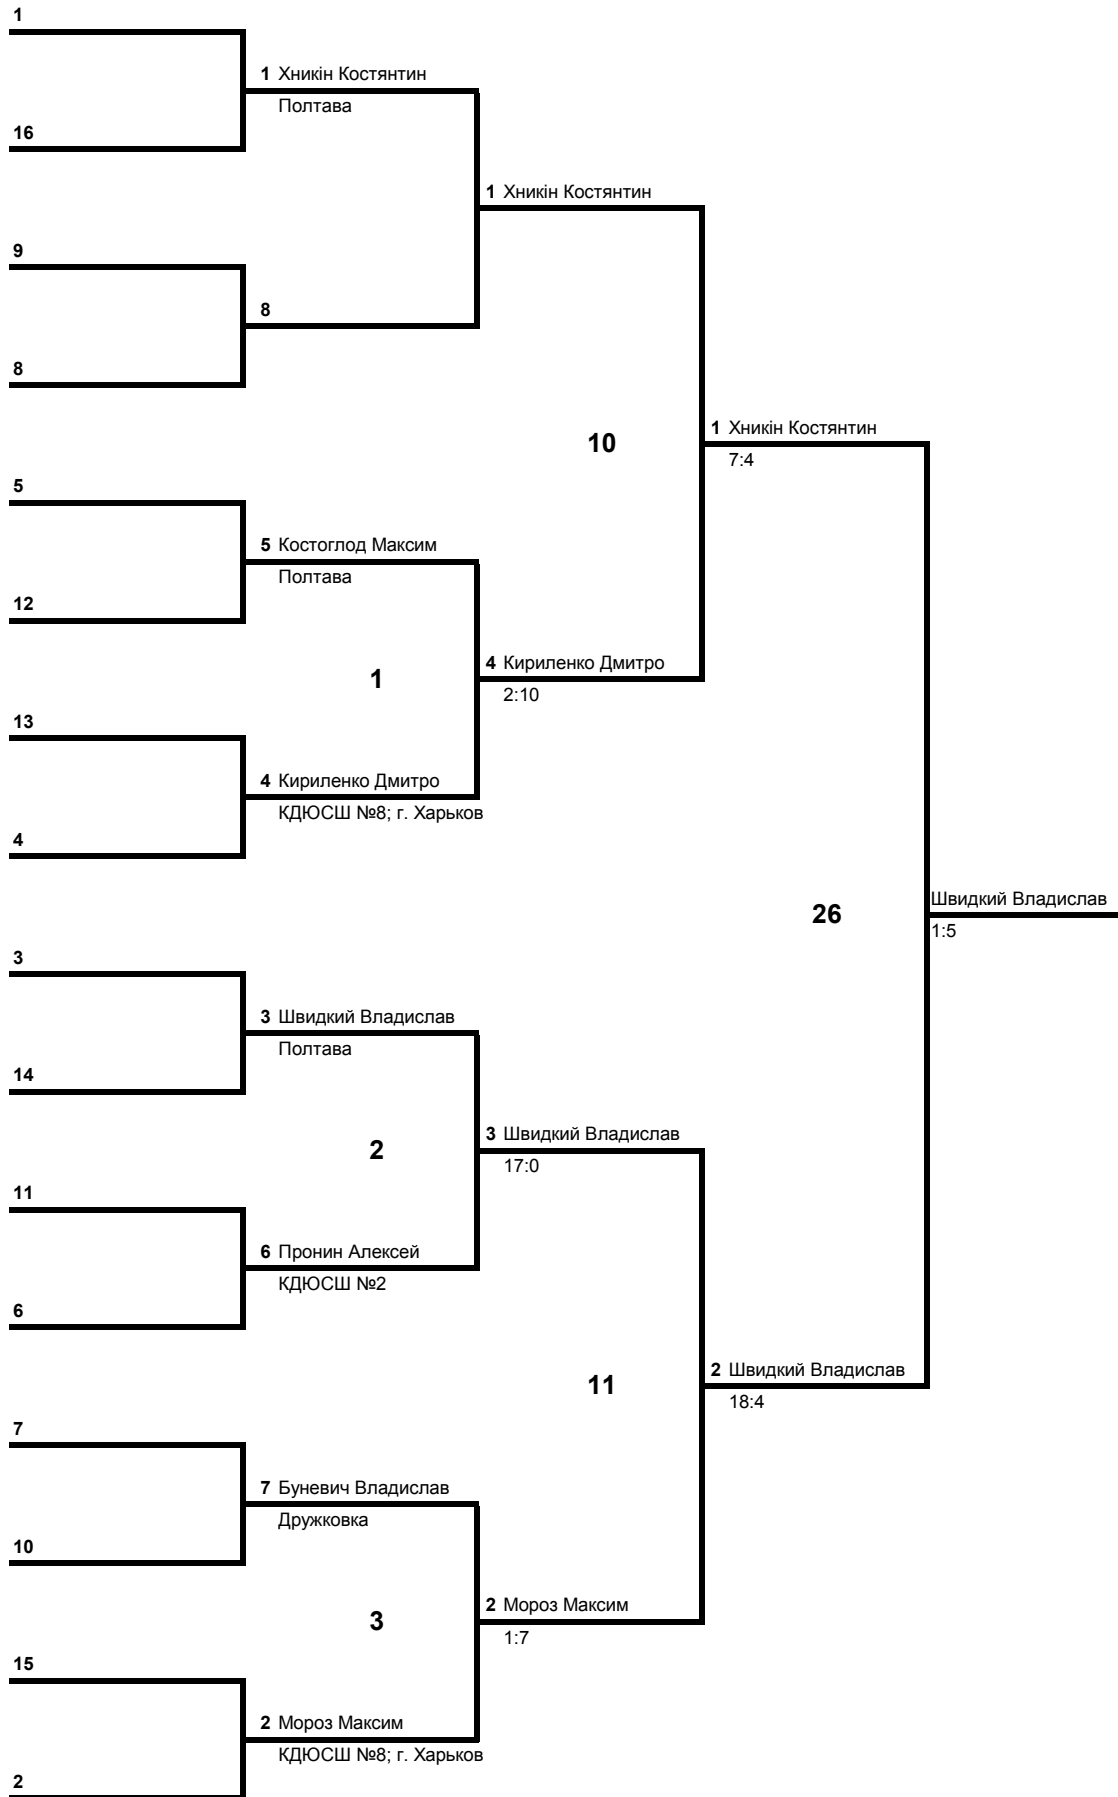 1
1 Хникін Костянтин
Полтава
16
1 Хникін Костянтин
9
8
8
10
1 Хникін Костянтин
7:4
5
5 Костоглод Максим
Полтава
12
1
4 Кириленко Дмитро
2:10
13
4 Кириленко Дмитро
КДЮСШ №8; г. Харьков
4
26
Швидкий Владислав
1:5
3
3 Швидкий Владислав
Полтава
14
2
3 Швидкий Владислав
17:0
11
6 Пронин Алексей
КДЮСШ №2
6
11
2 Швидкий Владислав
18:4
7
7 Буневич Владислав
Дружковка
10
3
2 Мороз Максим
1:7
15
2 Мороз Максим
КДЮСШ №8; г. Харьков
2